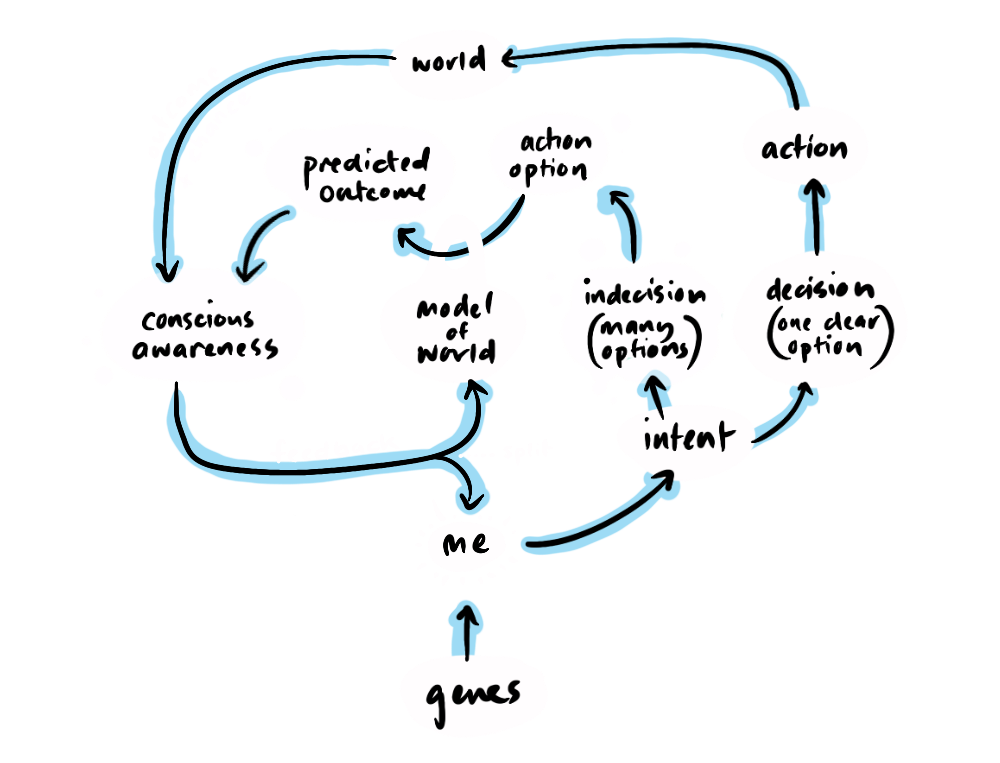 world
action
option
action
predicted
outcome
conscious
awareness
model
of
world
indecision
(many
options)
decision
(one clear
option)
intent
me
genes